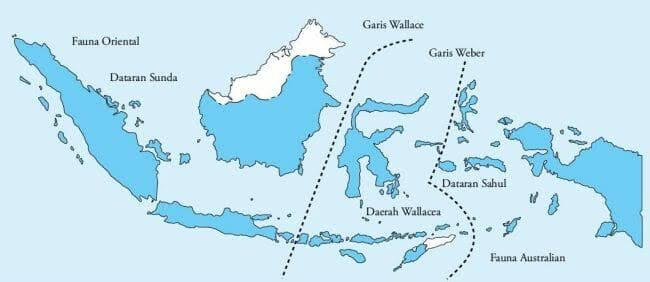 Garis Wallace
Fauna Oriental
Garis Weber
Dataran Sunda
Dataran Sahul
Daerah Wallacea
Fauna Australian